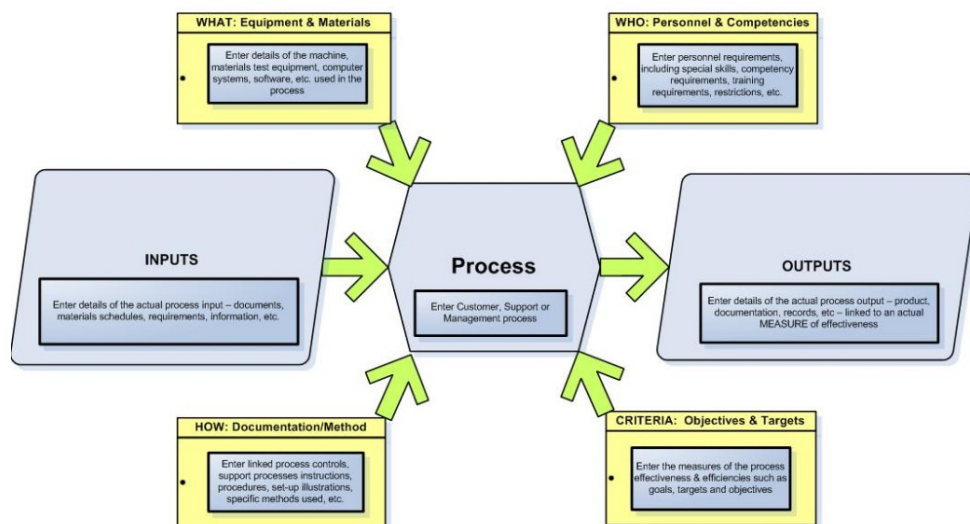 WHAT: Equipment & Materials
Enter details of the machine,
materials test equipment, computer
systems, software, etc. used in the
process
WHO: Personnel & Competencies
Enter personnel requirements,
including special skills, competency
requirements, training
requirements, restrictions, etc.
INPUTS
Enter details of the actual process input – documents,
materials schedules, requirements, information, etc.
Process
Enter Customer, Support or
Management process
OUTPUTS
Enter details of the actual process output – product,
documentation, records, etc – linked to an actual
MEASURE of effectiveness
HOW: Documentation/Method
Enter linked process controls,
support processes instructions,
procedures, set-up illustrations,
specific methods used, etc.
CRITERIA: Objectives & Targets
Enter the measures of the process
effectiveness & efficiencies such as
goals, targets and objectives